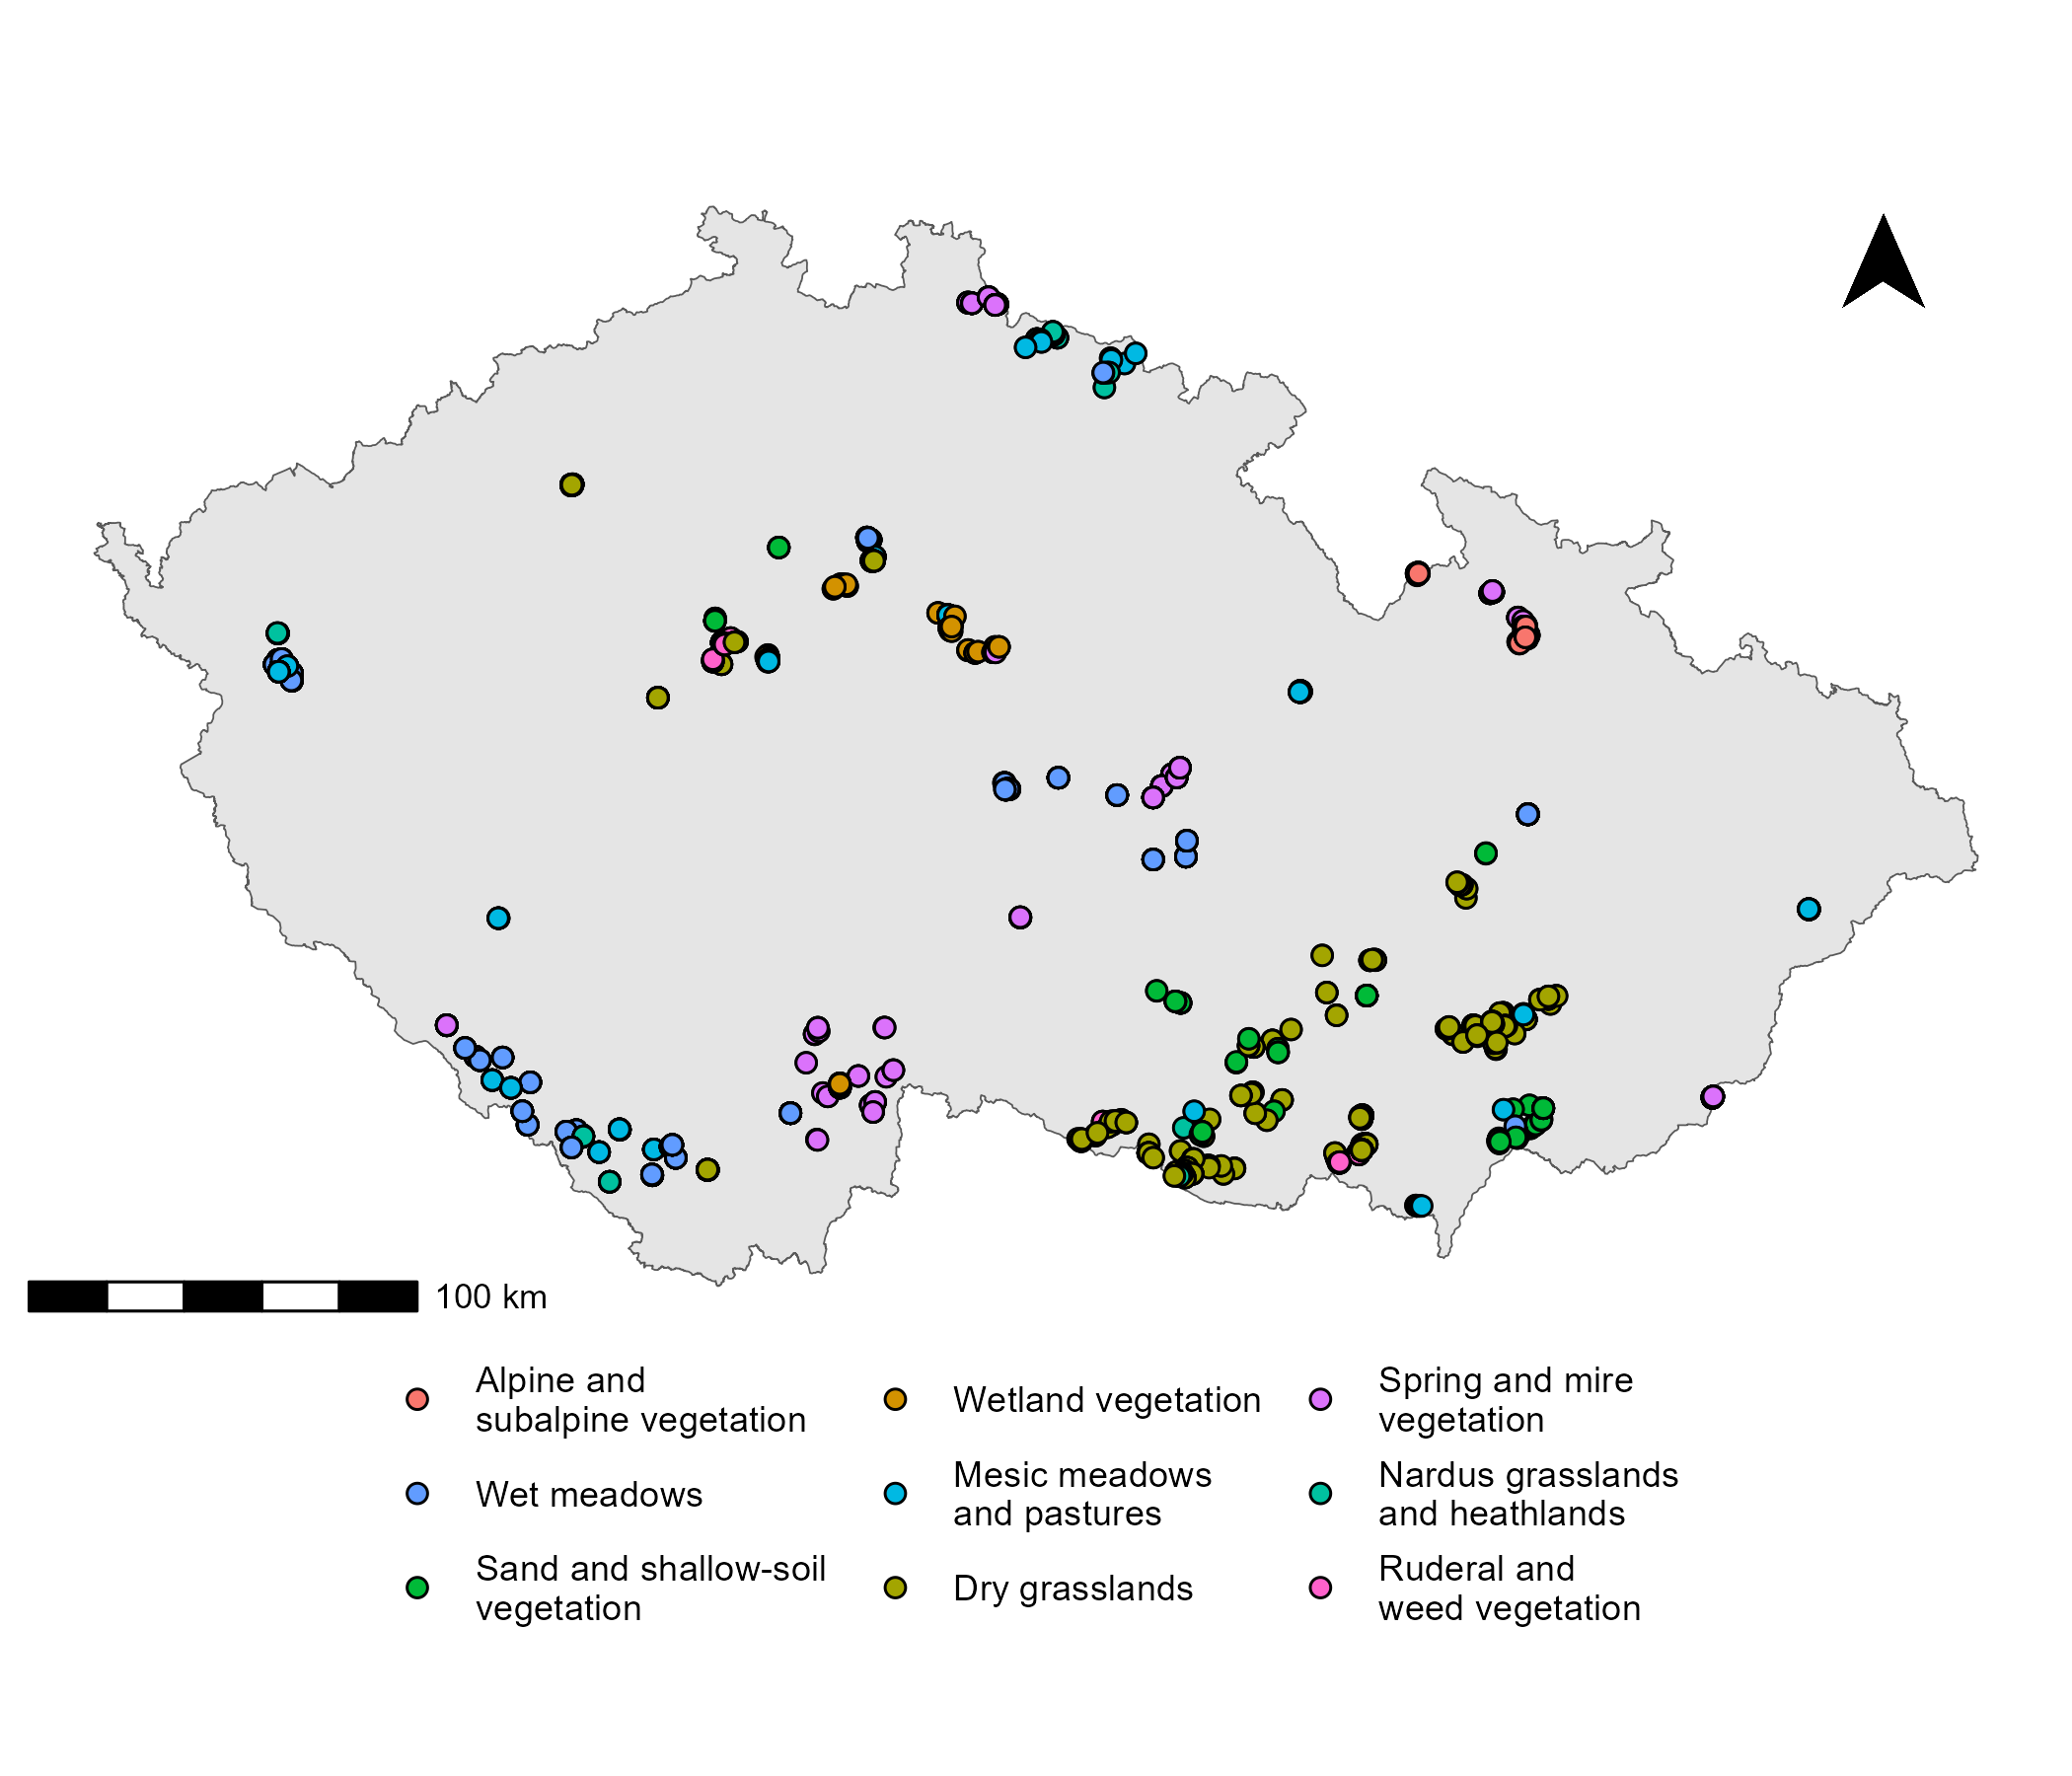 100 km
Alpine and
subalpine vegetation
Wetland vegetation
Spring and mire
vegetation
Wet meadows
Mesic meadows
and pastures
Nardus grasslands
and heathlands
Sand and shallow-soil
vegetation
Dry grasslands
Ruderal and
weed vegetation